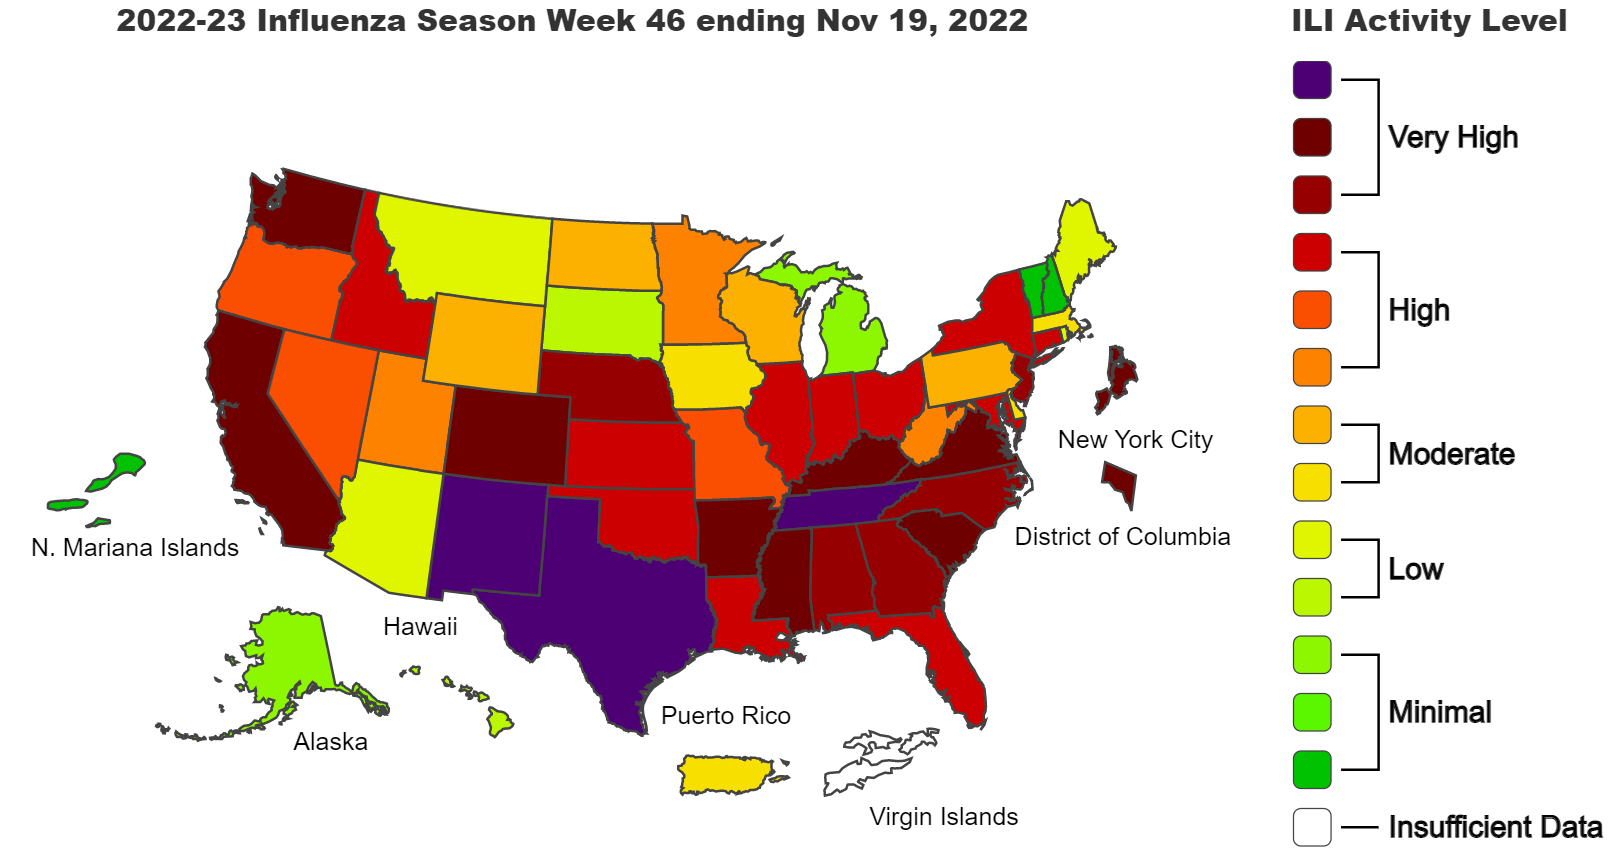 2022-23 Influenza Season Week 46 ending Nov 19, 2022
ILI Activity Level
Very High
High
Moderate
Low
Minimal
Insufficient Data
New York City
District of Columbia
N. Mariana Islands
Hawaii
Alaska
Puerto Rico
Virgin Islands